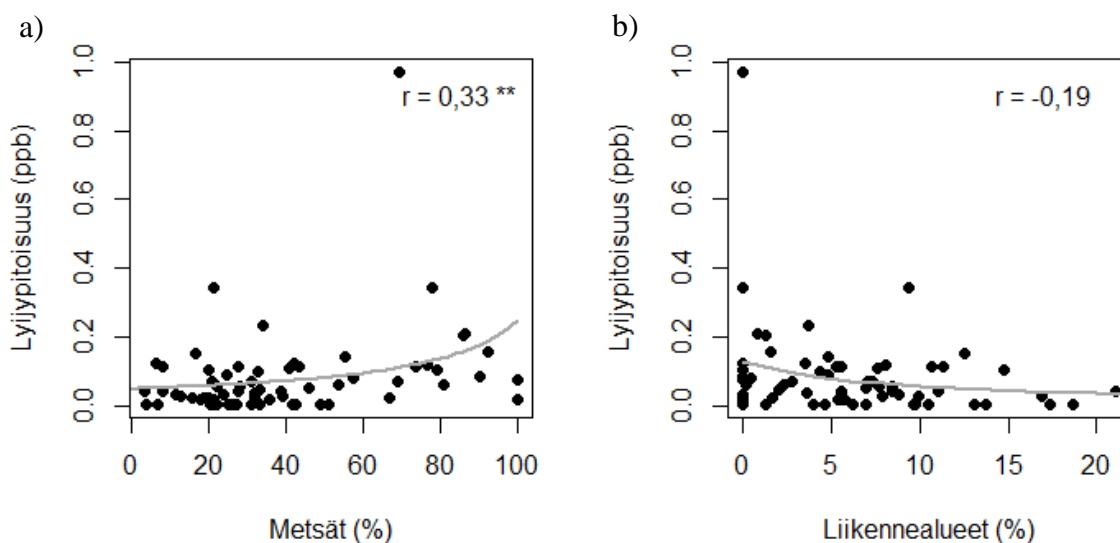 a)
1.0
0.8
0.6
0.4
0.2
0.0
Lyijypitoisuus (ppb)
r = 0,33 **
0 20 40 60 80 100
Metsät (%)
b)
1.0
0.8
0.6
0.4
0.2
0.0
Lyijypitoisuus (ppb)
r = -0,19
0 5 10 15 20
Liikennealueet (%)